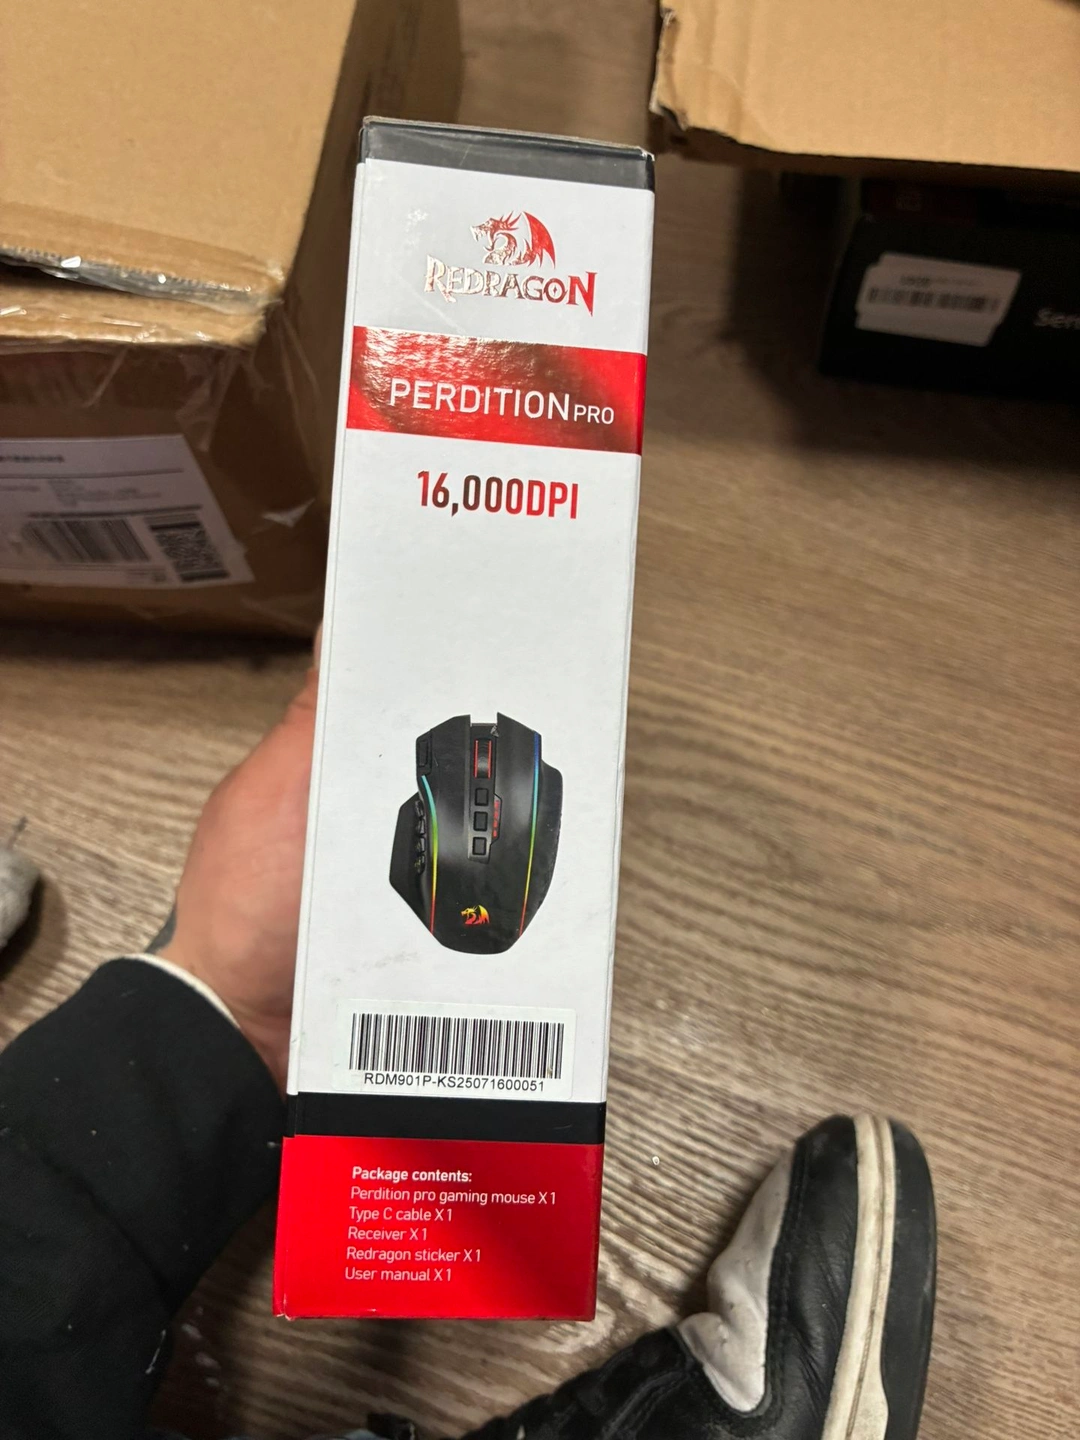 REDRAGON
PERDITION PRO
16,000DPI
RDM901P-KS25071600051
Package contents:
Perdition pro gaming mouse X 1
Type C cable X 1
Receiver X 1
Redragon sticker X 1
User manual X 1